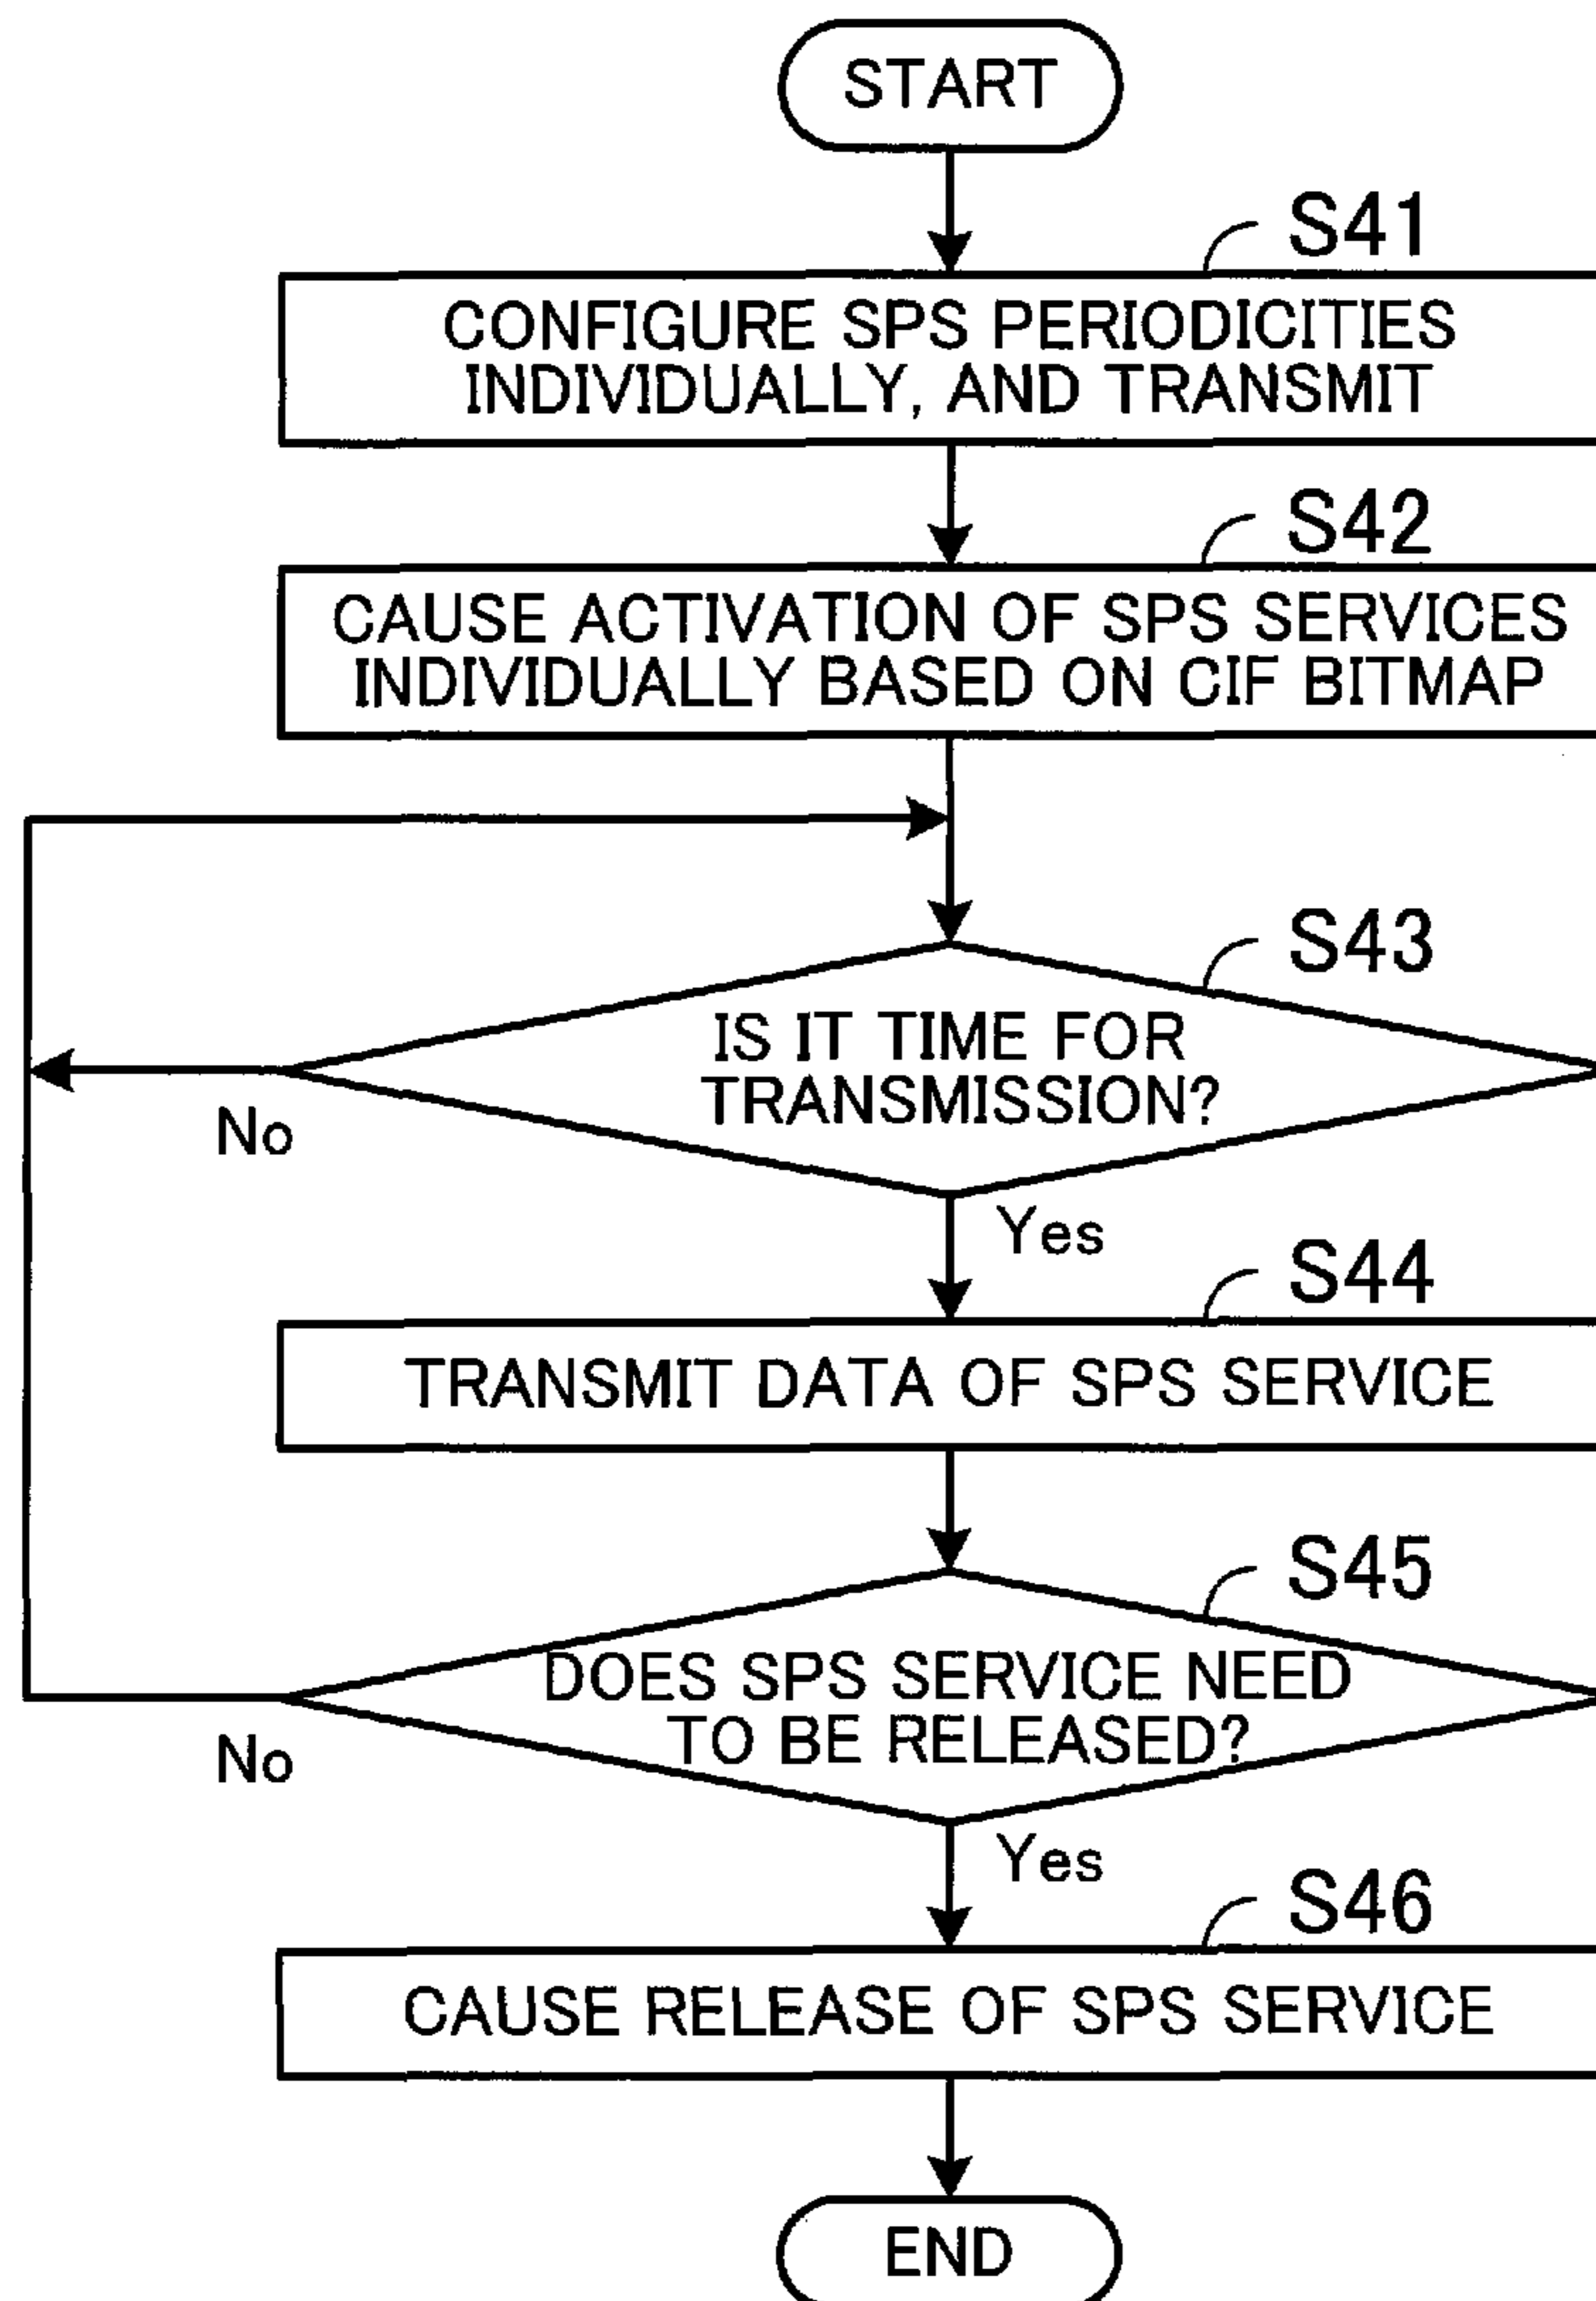 START
S41
CONFIGURE SPS PERIODICITIES
INDIVIDUALLY, AND TRANSMIT
S42
CAUSE ACTIVATION OF SPS SERVICES
INDIVIDUALLY BASED ON CIF BITMAP
S43
IS IT TIME FOR
TRANSMISSION?
No
Yes
S44
TRANSMIT DATA OF SPS SERVICE
S45
DOES SPS SERVICE NEED
TO BE RELEASED?
No
Yes
S46
CAUSE RELEASE OF SPS SERVICE
END